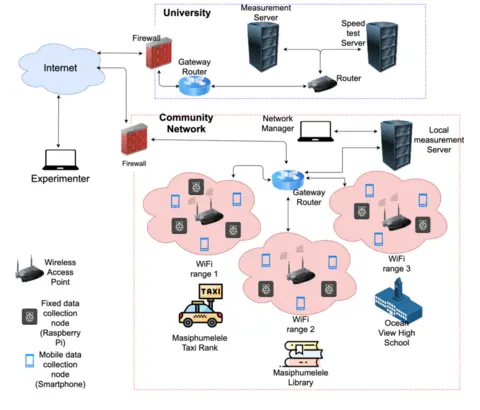 University
Measurement
Server
Speed
test
Server
Firewall
Internet
Gateway
Router
Router
Community
Network
Network
Manager
Local
measurement
Server
Firewall
Experimenter
Gateway
Router
WiFi
range 1
WiFi
range 3
Wireless
Access
Point
TAXI
WiFi
range 2
Fixed data
collection
node
(Raspberry
Pi)
Masiphumelele
Taxi Rank
Ocean
View High
School
Mobile data
collection
node
(Smartphone)
Masiphumelele
Library